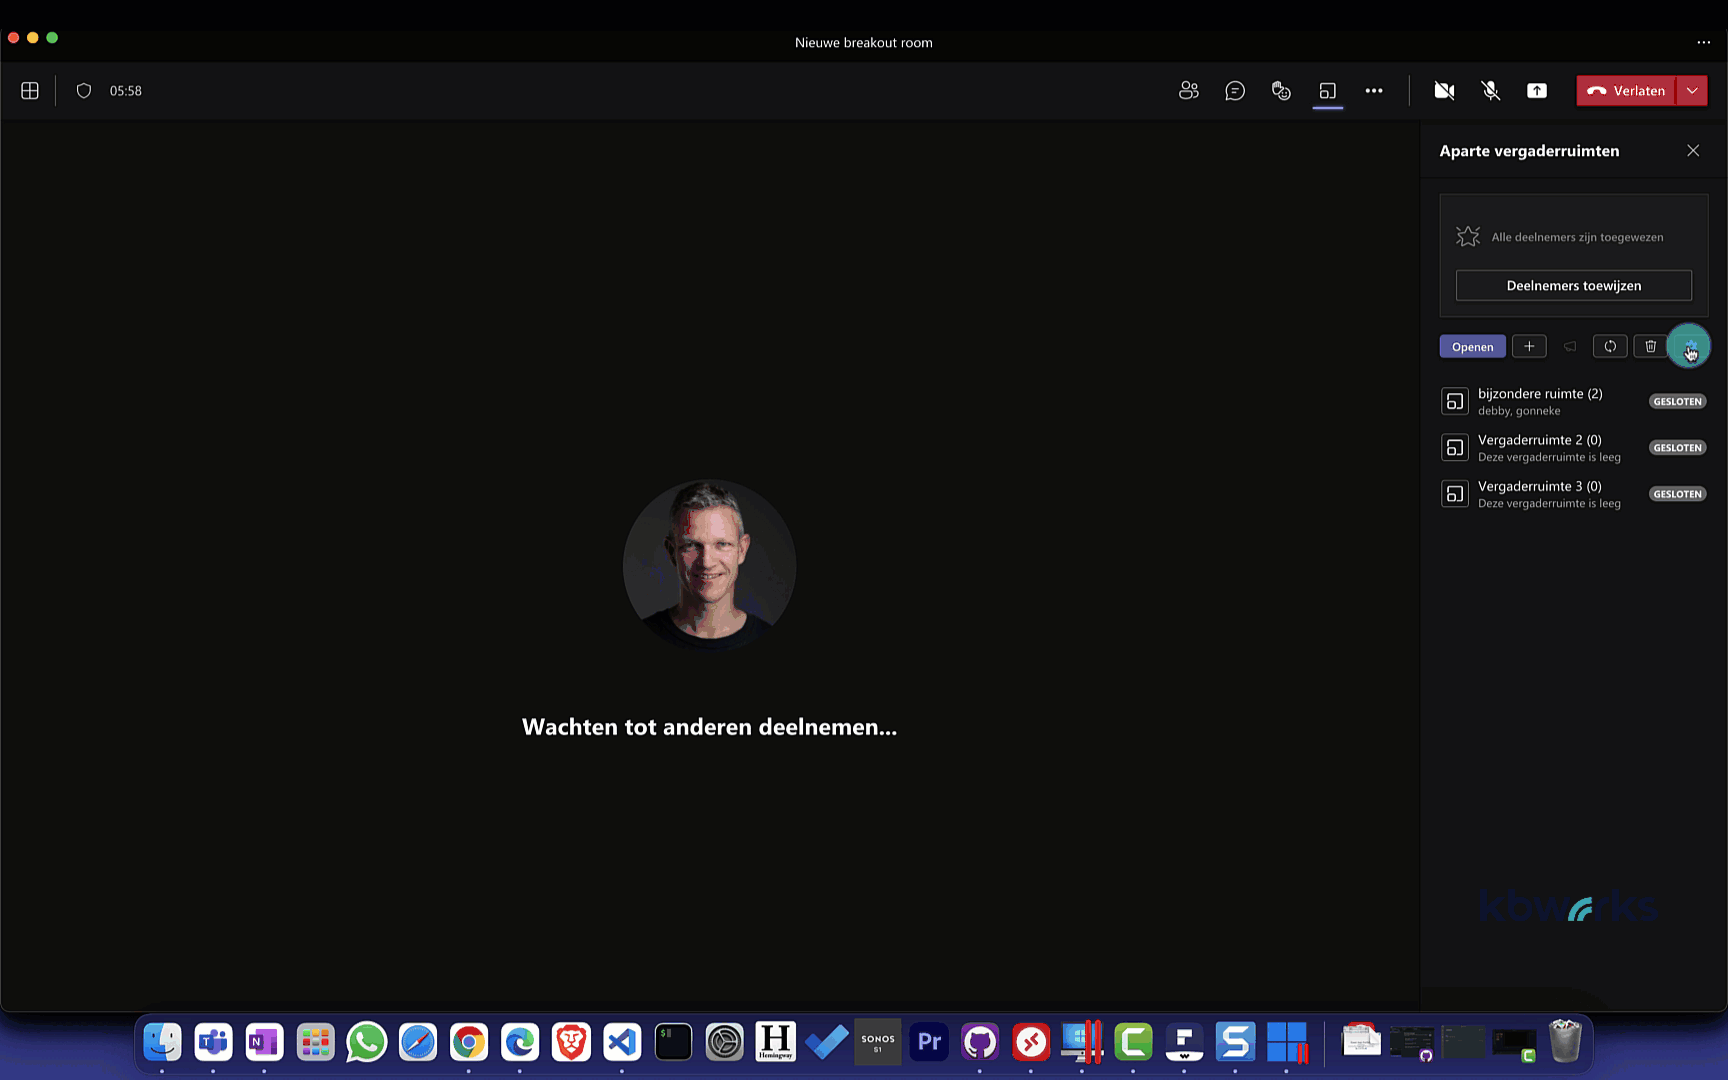 Nieuwe breakout room
05:58
Verlaten
Aparte vergaderruimten
Alle deelnemers zijn toegewezen
Deelnemers toewijzen
Openen
bijzondere ruimte (2)
debby, gonneke
GESLOTEN
Vergaderruimte 2 (0)
Deze vergaderruimte is leeg
GESLOTEN
Vergaderruimte 3 (0)
Deze vergaderruimte is leeg
GESLOTEN
Wachten tot anderen deelnemen...
kbworks
N
$
H
Hemingway
SONOS
S1
Pr
C
F
W
S